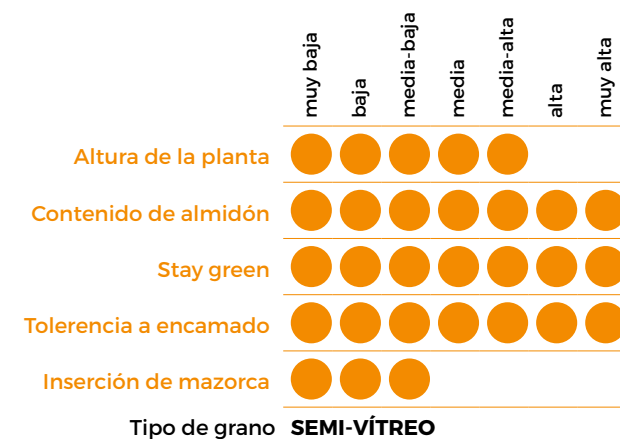 muy baja
baja
media-baja
media
media-alta
alta
muy alta
Altura de la planta
Contenido de almidón
Stay green
Tolerencia a encamado
Inserción de mazorca
Tipo de grano SEMI-VÍTREO